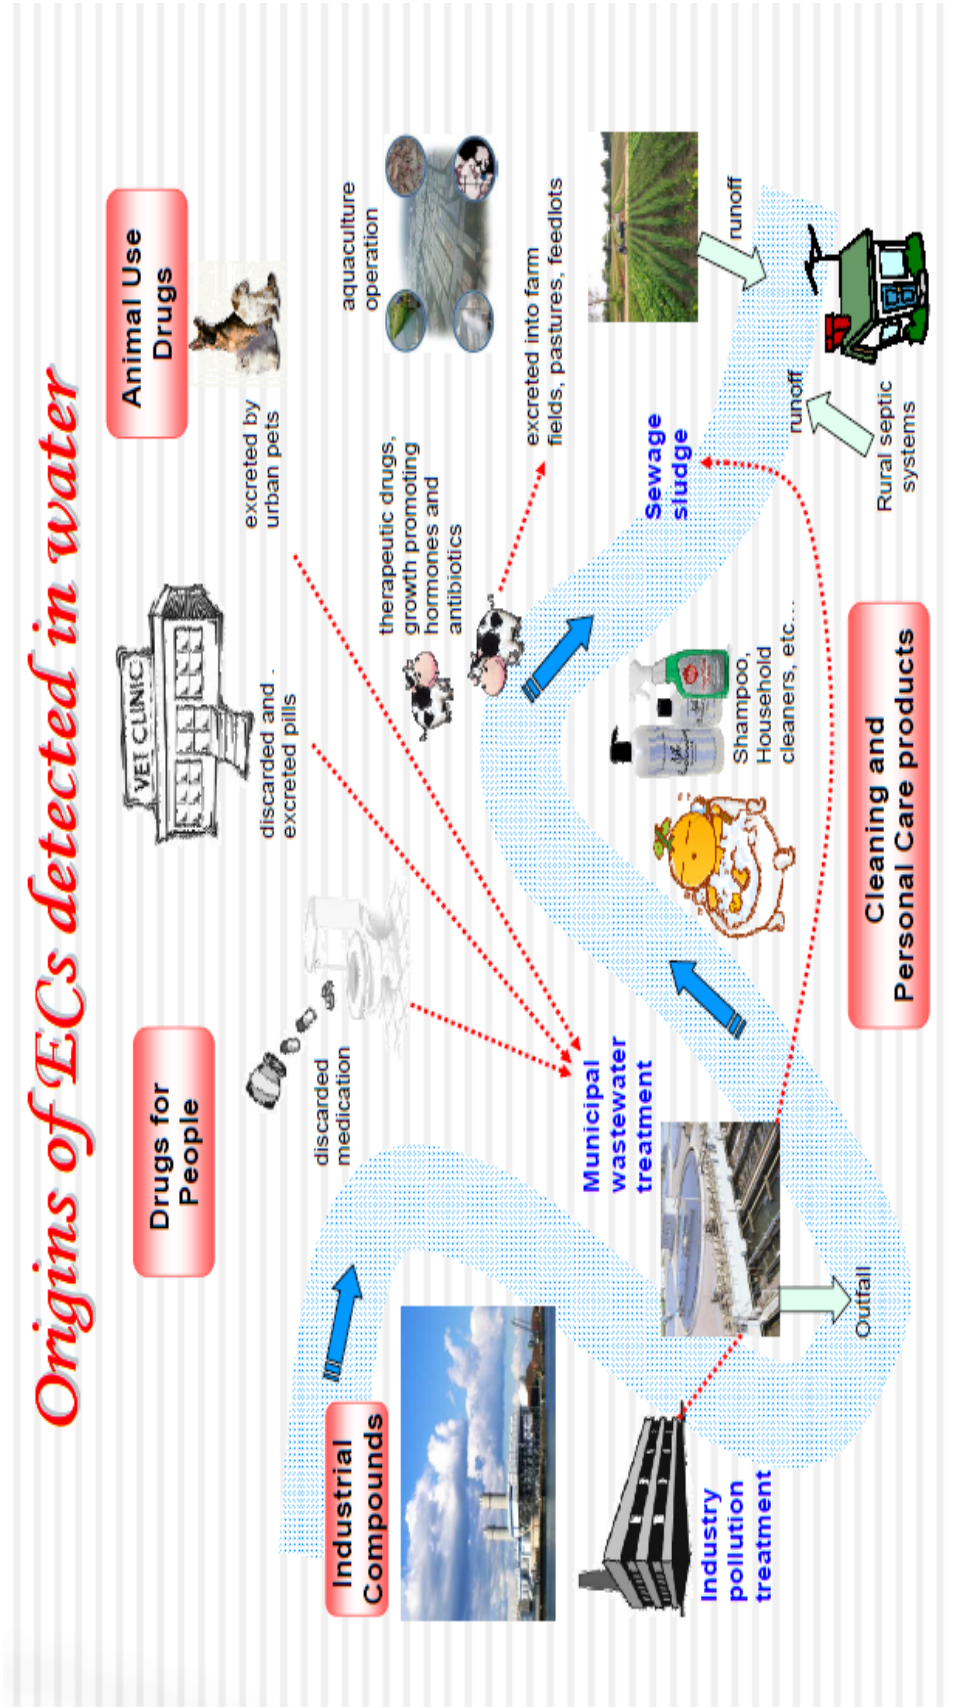 Origins of ECs detected in water
Drugs for
People
Animal Use
Drugs
VET CLINIC
discarded
medication
discarded and .
excreted pills
excreted by
urban pets
aquaculture
operation
Industrial
Compounds
therapeutic drugs,
growth promoting
hormones and
antibiotics
excreted into farm
fields, pastures, feedlots
Municipal
wastewater
treatment
Sewage
sludge
runoff
Industry
pollution
treatment
Shampoo,
Household
cleaners, etc...
runoff
Outfall
Rural septic
systems
Cleaning and
Personal Care products